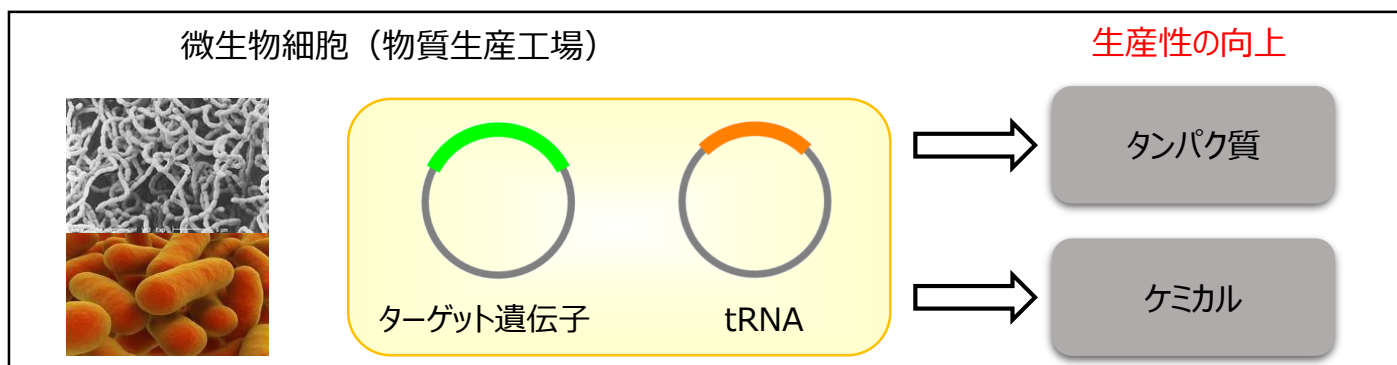 微生物細胞（物質生産工場）
生産性の向上
タンパク質
ターゲット遺伝子
tRNA
ケミカル